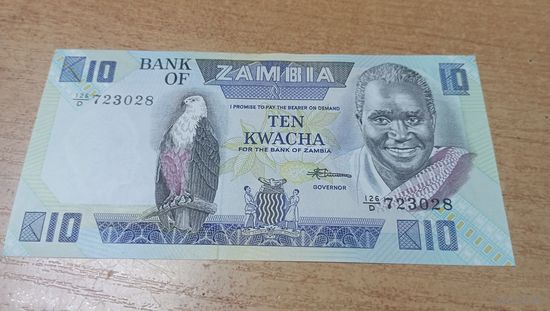 10 BANK OF ZAMBIA 10
126/D 723028
I PROMISE TO PAY THE BEARER ON DEMAND
TEN
KWACHA
FOR THE BANK OF ZAMBIA
GOVERNOR
126/D 723028
10 10